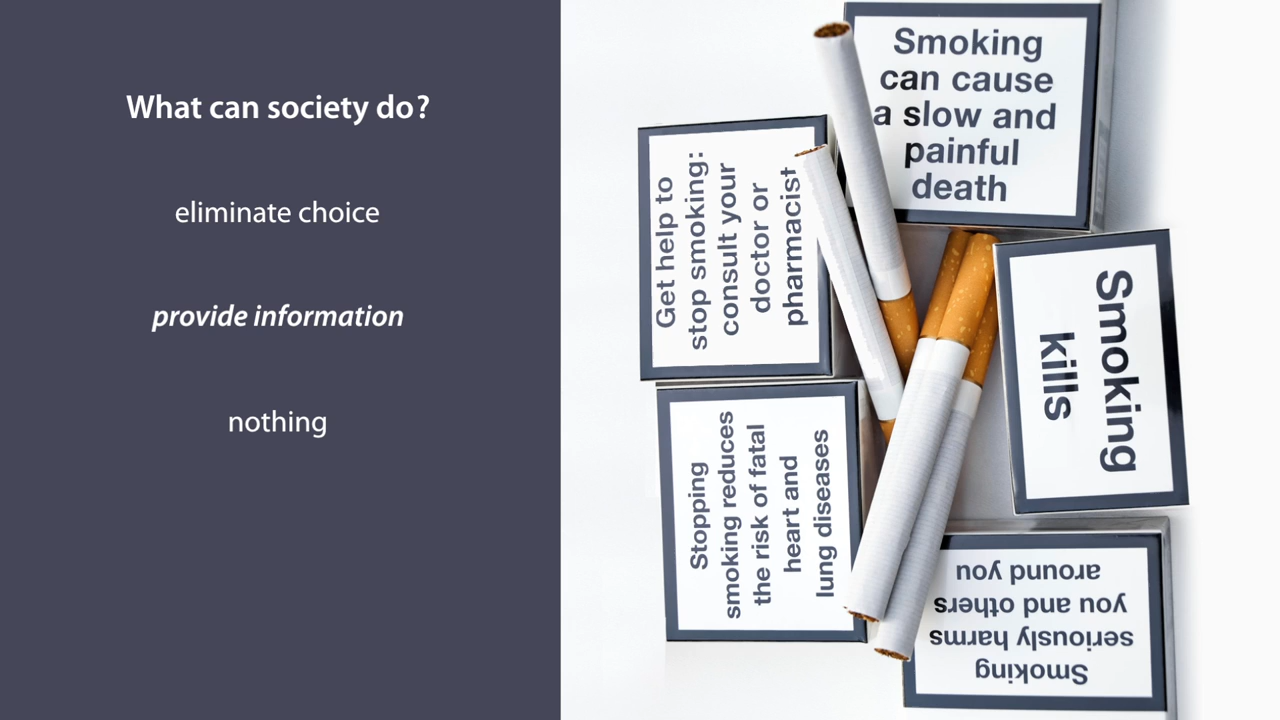 What can society do?
eliminate choice
provide information
nothing
Smoking
can cause
a slow and
painful
death
Get help to
stop smoking:
consult your
doctor or
pharmacist
Smoking
kills
Stopping
smoking reduces
the risk of fatal
heart and
lung diseases
Smoking
seriously harms
you and others
around you